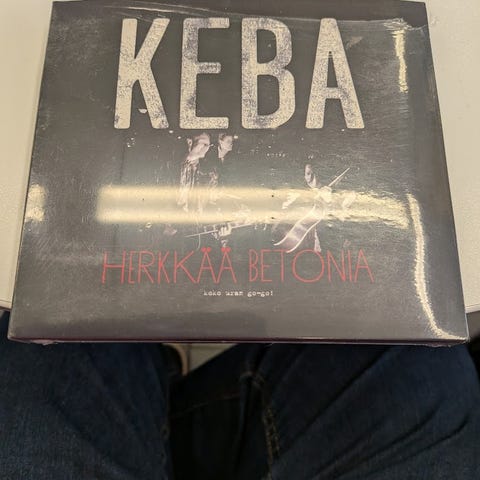 KEBA
HERKKÄÄ BETONIA
koko uran go-go!